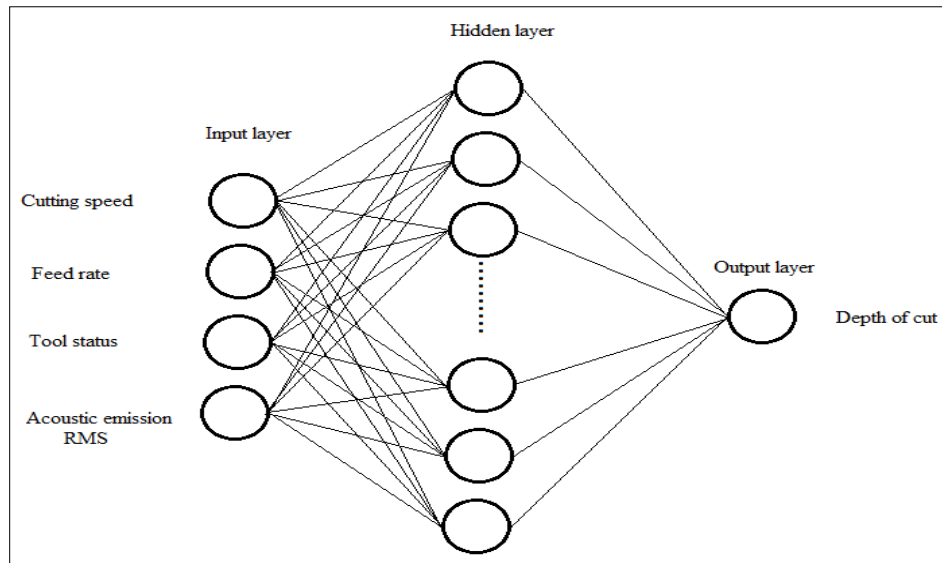 Hidden layer
Input layer
Cutting speed
Feed rate
Output layer
Depth of cut
Tool status
Acoustic emission
RMS